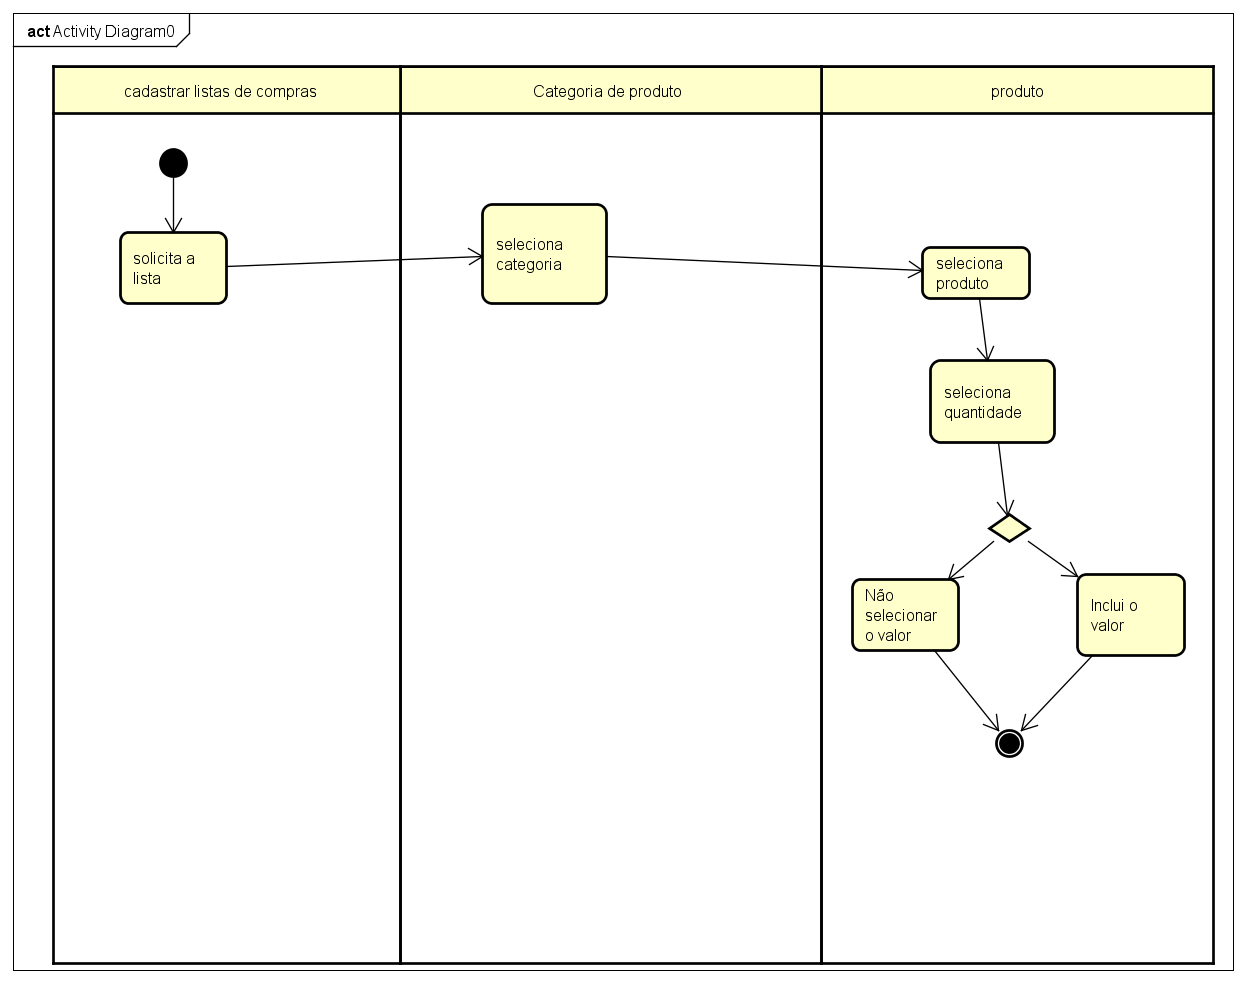 act Activity Diagram0
cadastrar listas de compras
Categoria de produto
produto
solicita a
lista
seleciona
categoria
seleciona
produto
seleciona
quantidade
Não
selecionar
o valor
Inclui o
valor